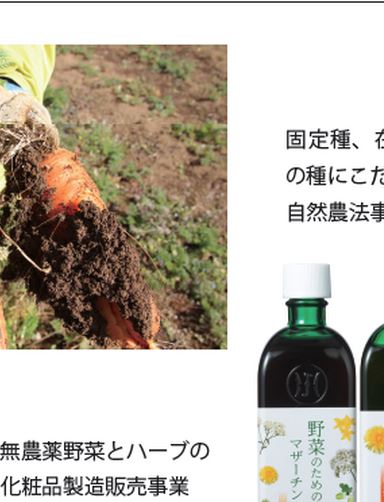 固定種、在
の種にこだ
自然農法事
野菜のための
マザーチン
無農薬野菜とハーブの
化粧品製造販売事業